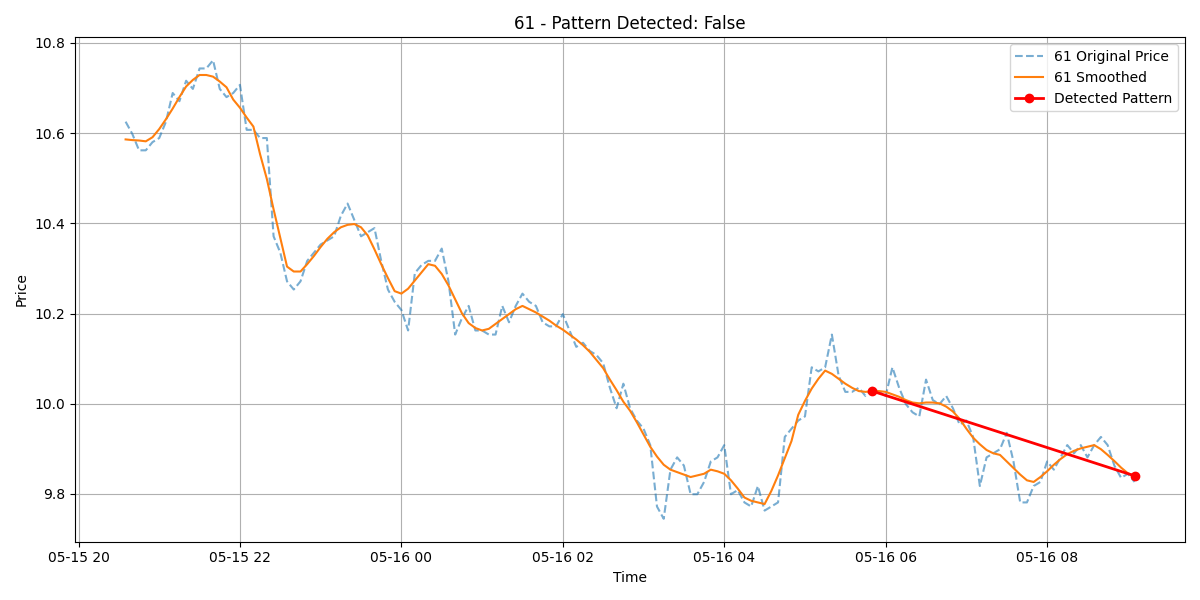 61 - Pattern Detected: False
61 Original Price
61 Smoothed
Detected Pattern
Price
10.8
10.6
10.4
10.2
10.0
9.8
05-15 20
05-15 22
05-16 00
05-16 02
05-16 04
05-16 06
05-16 08
Time